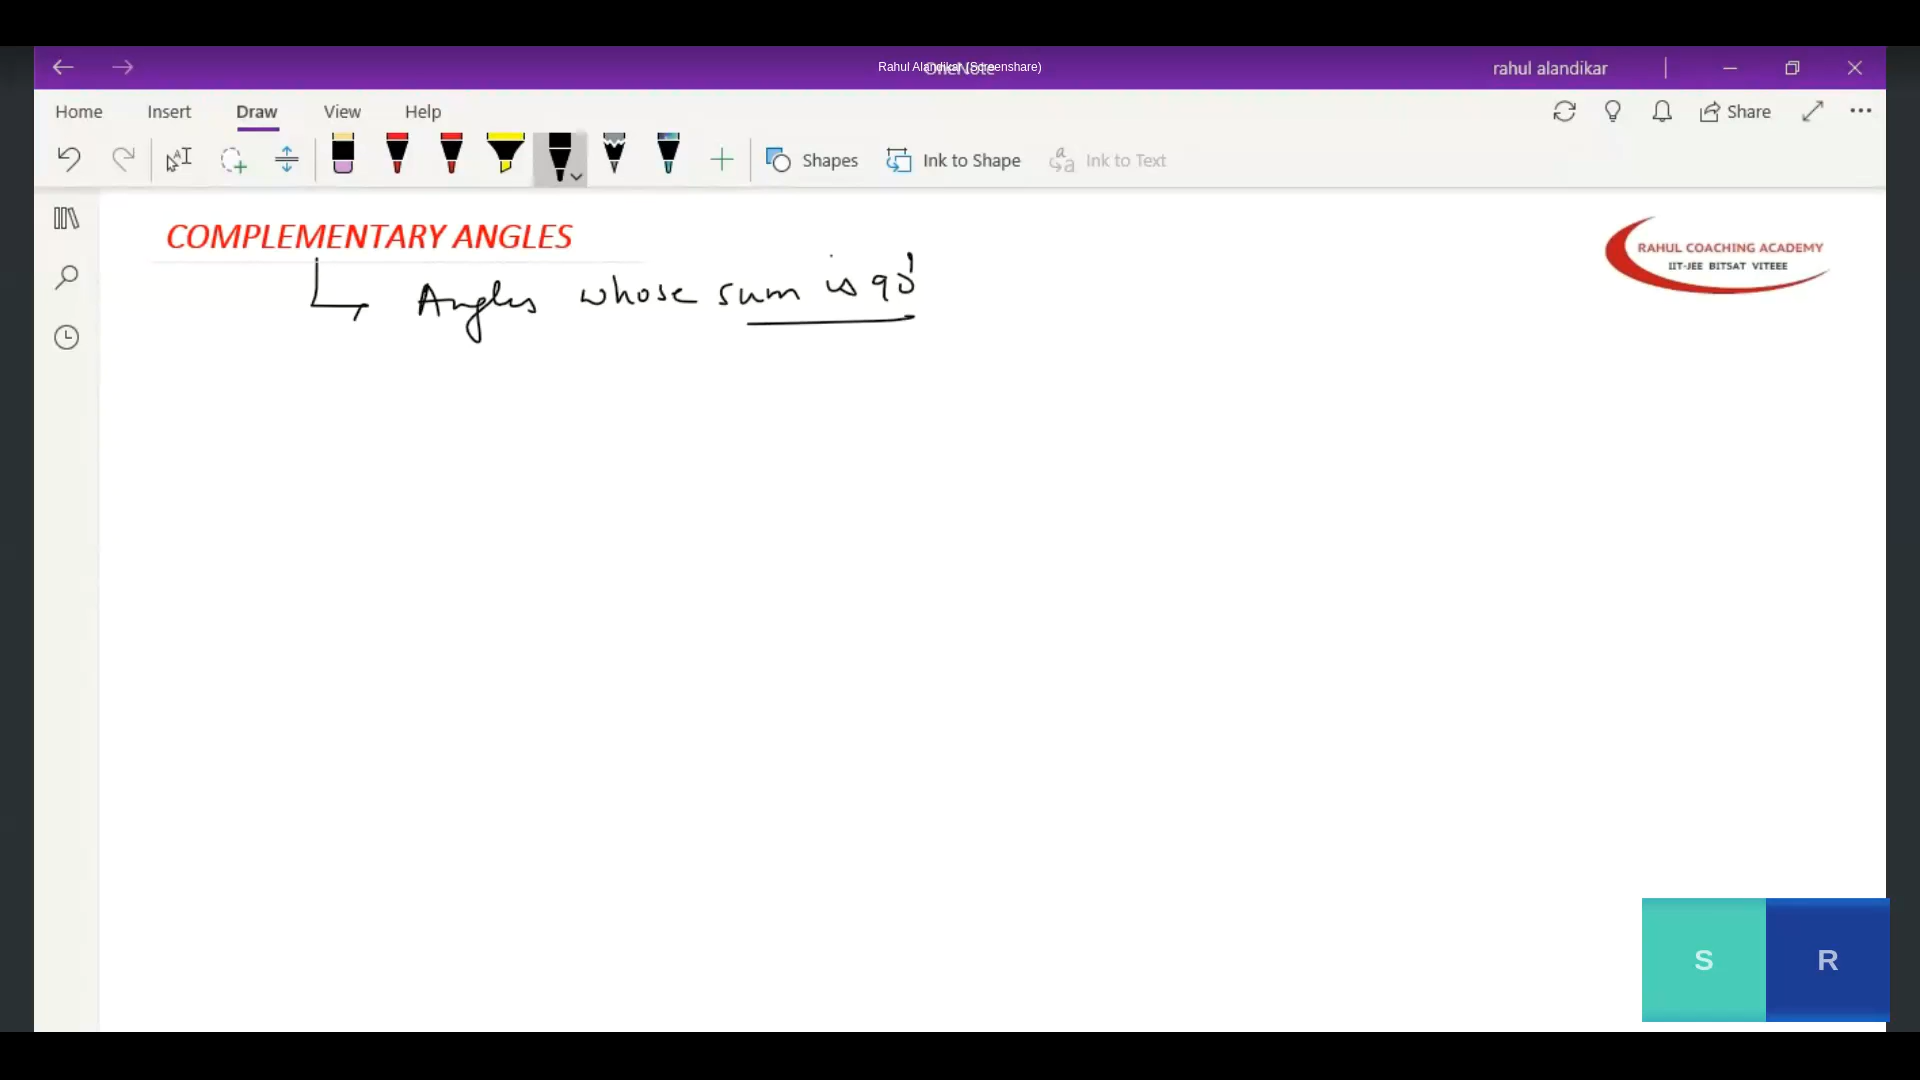 Rahul Alandikar (Screenshare)
rahul alandikar
Home Insert Draw View Help
Share
Shapes Ink to Shape Ink to Text
COMPLEMENTARY ANGLES
Angles whose sum is 90°
RAHUL COACHING ACADEMY
IIT-JEE BITSAT VITEEE
S R